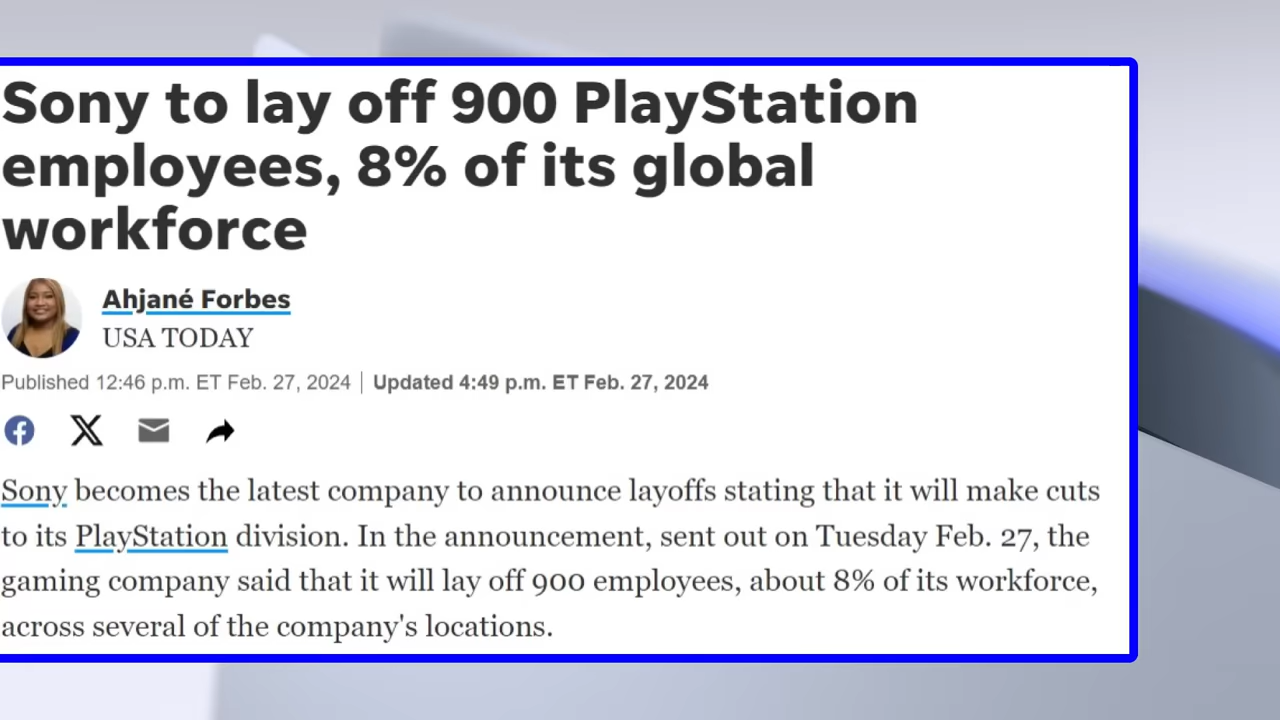 Sony to lay off 900 PlayStation
employees, 8% of its global
workforce
Ahjané Forbes
USA TODAY
Published 12:46 p.m. ET Feb. 27, 2024 | Updated 4:49 p.m. ET Feb. 27, 2024
Sony becomes the latest company to announce layoffs stating that it will make cuts
to its PlayStation division. In the announcement, sent out on Tuesday Feb. 27, the
gaming company said that it will lay off 900 employees, about 8% of its workforce,
across several of the company's locations.